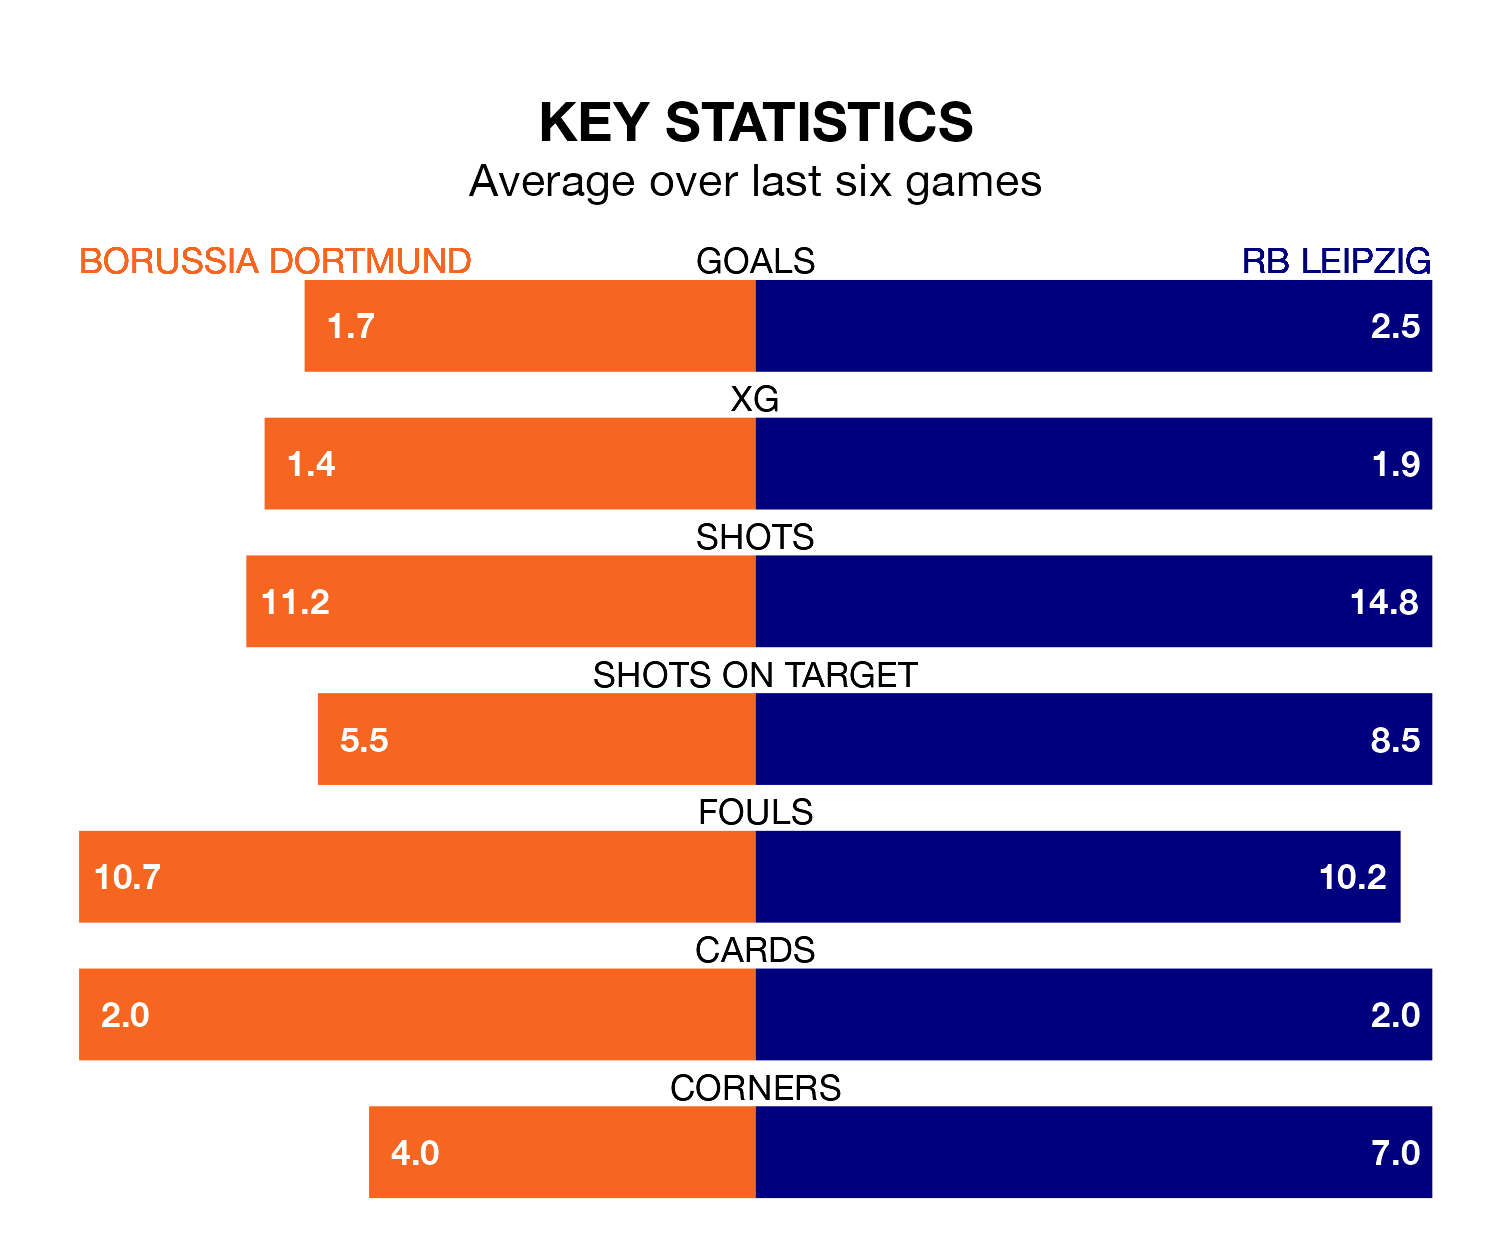 KEY STATISTICS
Average over last six games
BORUSSIA DORTMUND GOALS RB LEIPZIG
1.7 2.5
XG
1.4 1.9
SHOTS
11.2 14.8
SHOTS ON TARGET
5.5 8.5
FOULS
10.7 10.2
CARDS
2.0 2.0
CORNERS
4.0 7.0